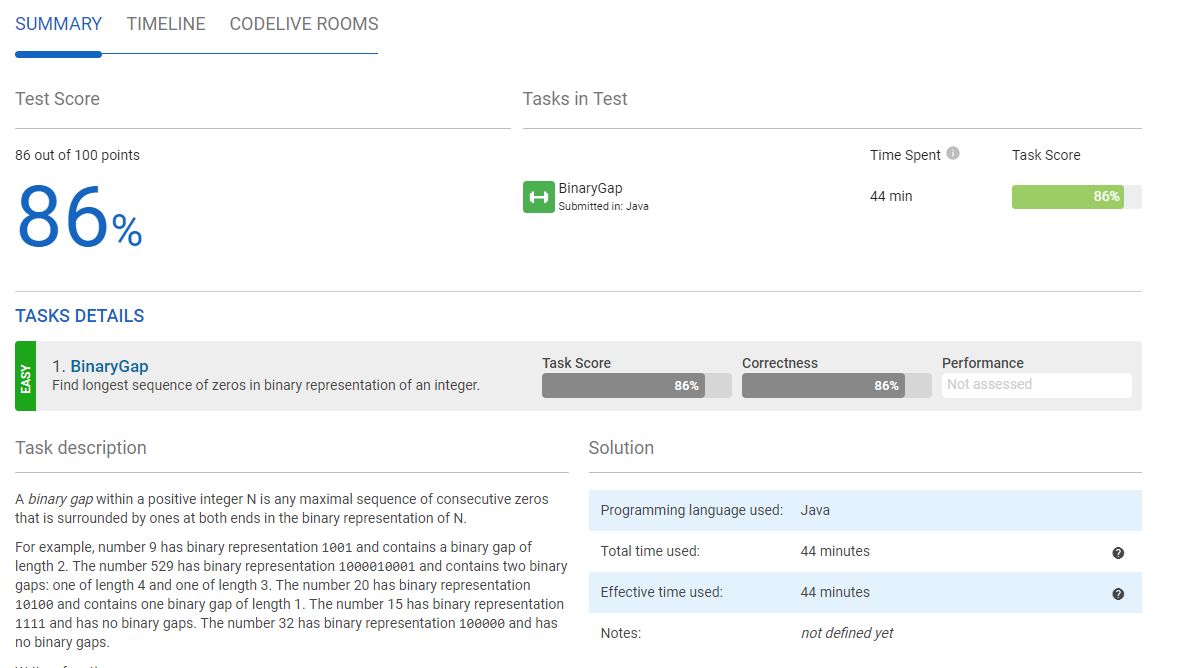 SUMMARY TIMELINE CODELIVE ROOMS
Test Score
86 out of 100 points
86%
Tasks in Test
Time Spent Task Score
BinaryGap
Submitted in: Java
44 min 86%
TASKS DETAILS
EASY
1. BinaryGap
Find longest sequence of zeros in binary representation of an integer.
Task Score
86%
Correctness
86%
Performance
Not assessed
Task description
A binary gap within a positive integer N is any maximal sequence of consecutive zeros
that is surrounded by ones at both ends in the binary representation of N.
For example, number 9 has binary representation 1001 and contains a binary gap of
length 2. The number 529 has binary representation 1000010001 and contains two binary
gaps: one of length 4 and one of length 3. The number 20 has binary representation
10100 and contains one binary gap of length 1. The number 15 has binary representation
1111 and has no binary gaps. The number 32 has binary representation 100000 and has
no binary gaps.
Solution
Programming language used: Java
Total time used: 44 minutes
Effective time used: 44 minutes
Notes: not defined yet